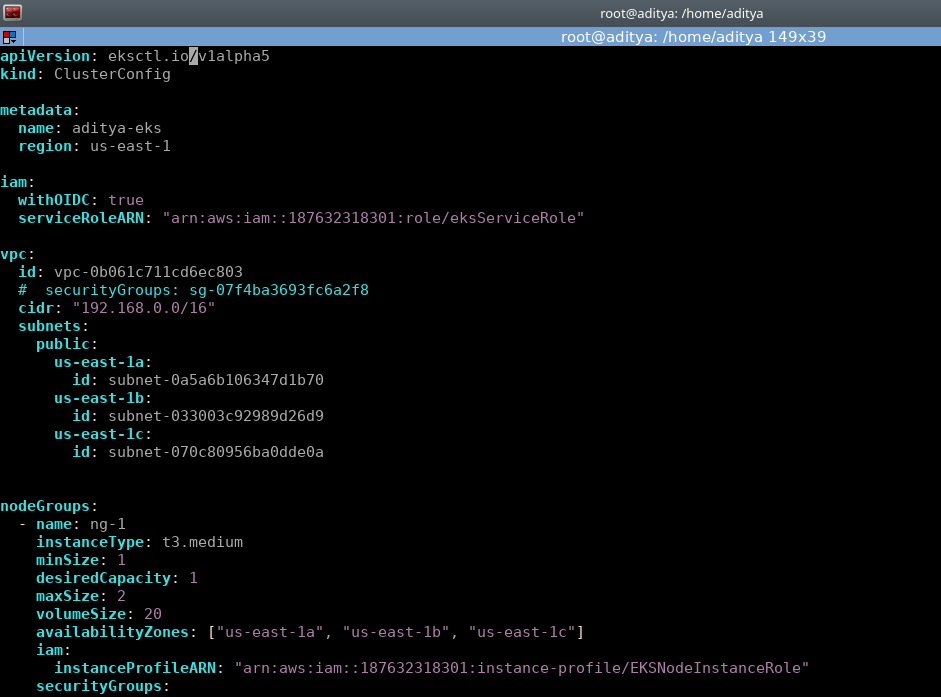 root@aditya: /home/aditya
root@aditya: /home/aditya 149x39
apiVersion: eksctl.io/v1alpha5
kind: ClusterConfig
metadata:
  name: aditya-eks
  region: us-east-1
iam:
  withOIDC: true
  serviceRoleARN: "arn:aws:iam::187632318301:role/eksServiceRole"
vpc:
  id: vpc-0b061c711cd6ec803
  #  securityGroups: sg-07f4ba3693fc6a2f8
  cidr: "192.168.0.0/16"
  subnets:
    public:
      us-east-1a:
        id: subnet-0a5a6b106347d1b70
      us-east-1b:
        id: subnet-033003c92989d26d9
      us-east-1c:
        id: subnet-070c80956ba0dde0a
nodeGroups:
  - name: ng-1
    instanceType: t3.medium
    minSize: 1
    desiredCapacity: 1
    maxSize: 2
    volumeSize: 20
    availabilityZones: ["us-east-1a", "us-east-1b", "us-east-1c"]
    iam:
      instanceProfileARN: "arn:aws:iam::187632318301:instance-profile/EKSNodeInstanceRole"
    securityGroups: